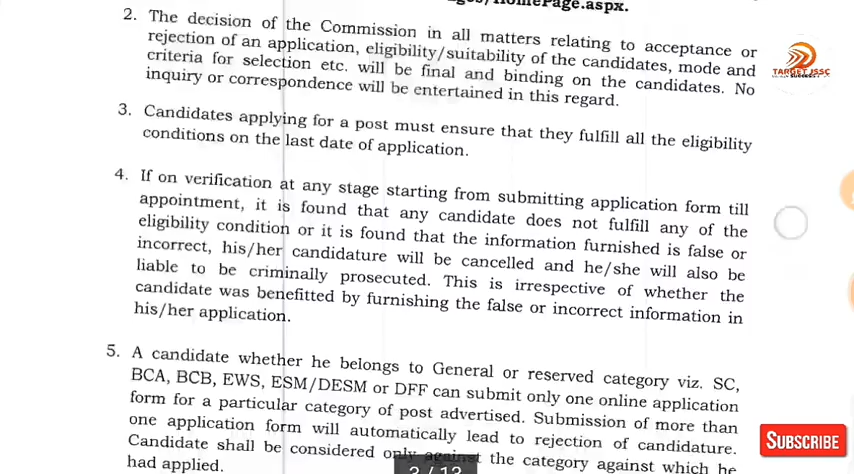 HomePage.aspx.
2. The decision of the Commission in all matters relating to acceptance or
rejection of an application, eligibility/suitability of the candidates, mode and
criteria for selection etc. will be final and binding on the candidates. No
inquiry or correspondence will be entertained in this regard.
TARGET JSSC
SUCCESS
3. Candidates applying for a post must ensure that they fulfill all the eligibility
conditions on the last date of application.
4. If on verification at any stage starting from submitting application form till
appointment, it is found that any candidate does not fulfill any of the
eligibility condition or it is found that the information furnished is false or
incorrect, his/her candidature will be cancelled and he/she will also be
liable to be criminally prosecuted. This is irrespective of whether the
candidate was benefitted by furnishing the false or incorrect information in
his/her application.
5. A candidate whether he belongs to General or reserved category viz. SC,
BCA, BCB, EWS, ESM/DESM or DFF can submit only one online application
form for a particular category of post advertised. Submission of more than
one application form will automatically lead to rejection of candidature.
Candidate shall be considered only against the category against which he
had applied.
SUBSCRIBE